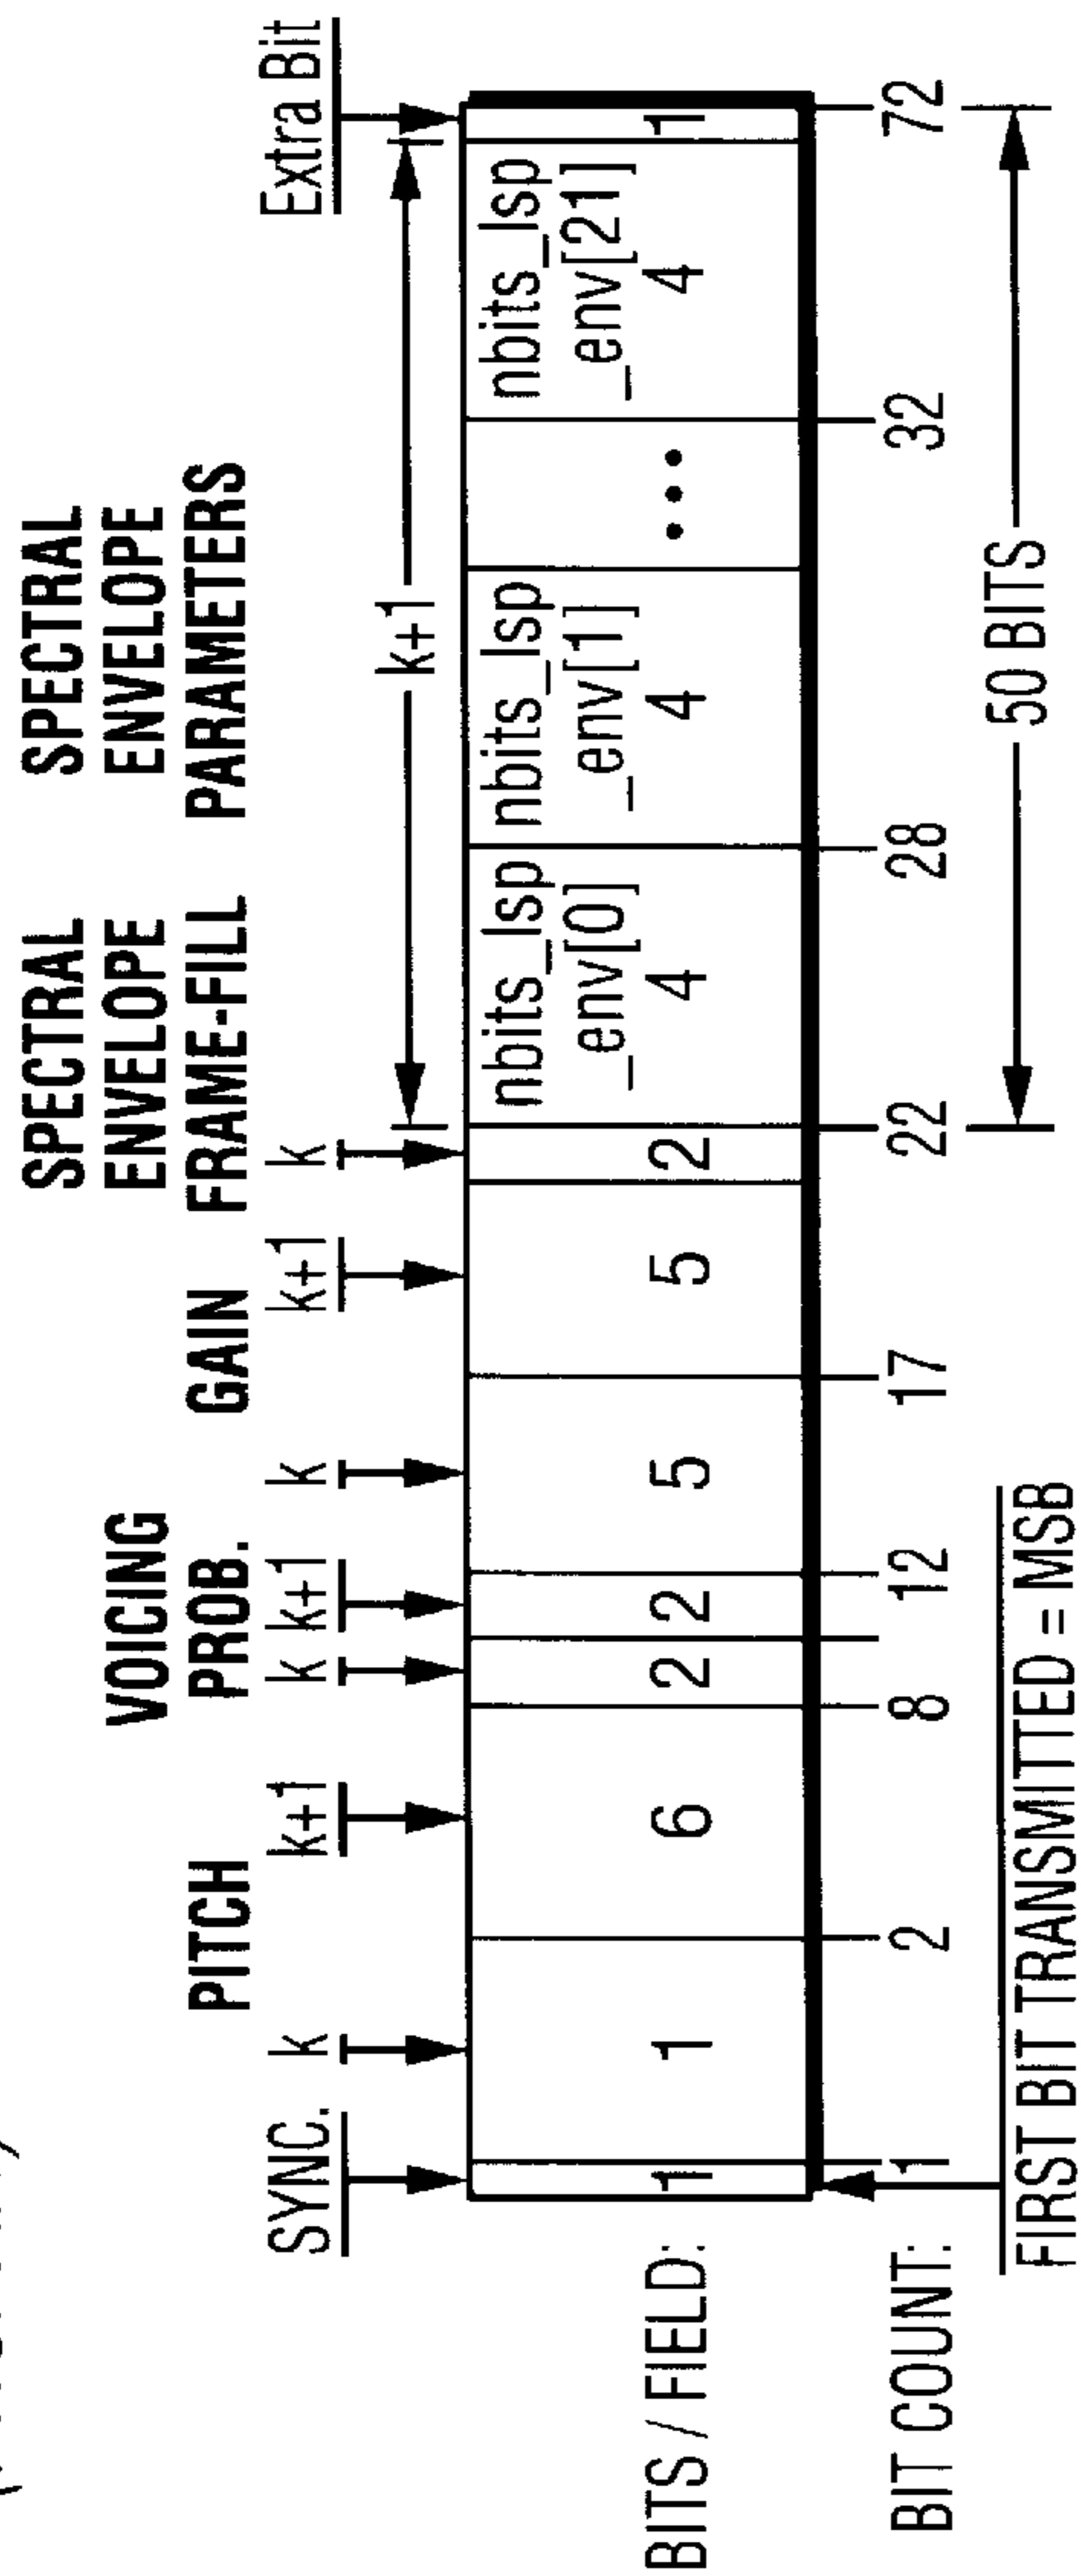 SPECTRAL SPECTRAL
VOICING ENVELOPE ENVELOPE
PITCH PROB. GAIN FRAME-FILL PARAMETERS
SYNC. k k+1 k k+1 k k+1 k Extra Bit
k+1
nbits_lsp nbits_lsp nbits_lsp
_env[0] _env[1] _env[21]
BITS / FIELD: 1 1 6 2 2 5 5 2 4 4 ••• 4 1
BIT COUNT: 1 2 8 12 17 22 28 32 72
50 BITS
FIRST BIT TRANSMITTED = MSB